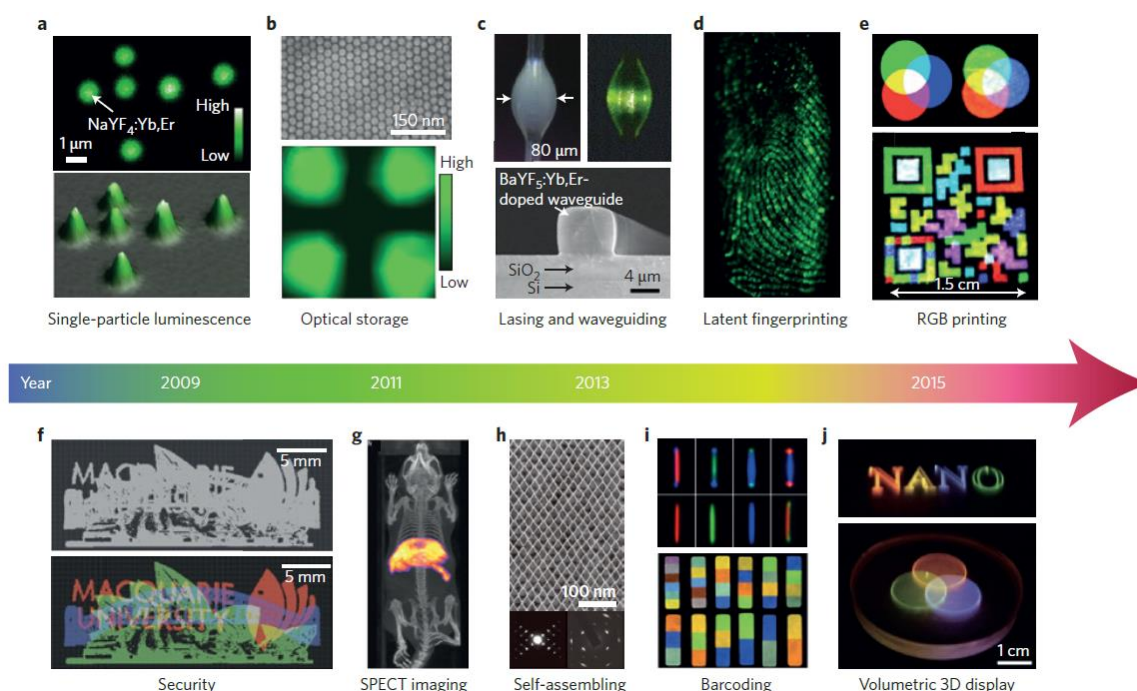 a
High
NaYF₄:Yb,Er
1 μm
Low
Single-particle luminescence
b
150 nm
High
Low
Optical storage
c
80 μm
BaYF₅:Yb,Er-
doped waveguide
SiO₂
Si
4 μm
Lasing and waveguiding
d
Latent fingerprinting
e
1.5 cm
RGB printing
Year 2009 2011 2013 2015
f
MACQUARIE
5 mm
MACQUARIE
UNIVERSITY
5 mm
Security
g
SPECT imaging
h
100 nm
Self-assembling
i
Barcoding
j
NANO
1 cm
Volumetric 3D display